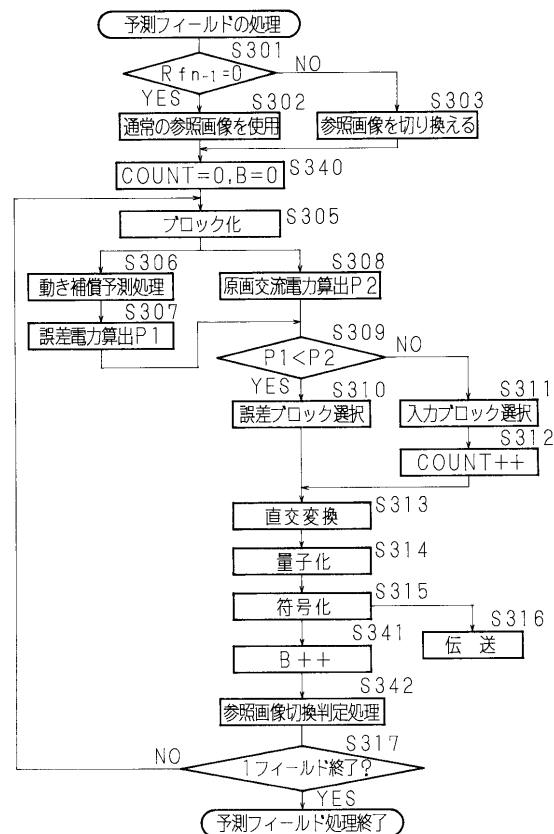 予測フィールドの処理
S301
Rfn-1=0
NO
YES
S302
S303
通常の参照画像を使用
参照画像を切り換える
S340
COUNT=0,B=0
S305
ブロック化
S306
S308
動き補償予測処理
原画交流電力算出P2
S307
誤差電力算出P1
S309
P1<P2
NO
YES
S310
S311
誤差ブロック選択
入力ブロック選択
S312
COUNT++
S313
直交変換
S314
量子化
S315
符号化
S316
伝送
S341
B++
S342
参照画像切換判定処理
S317
NO
1フィールド終了?
YES
予測フィールド処理終了